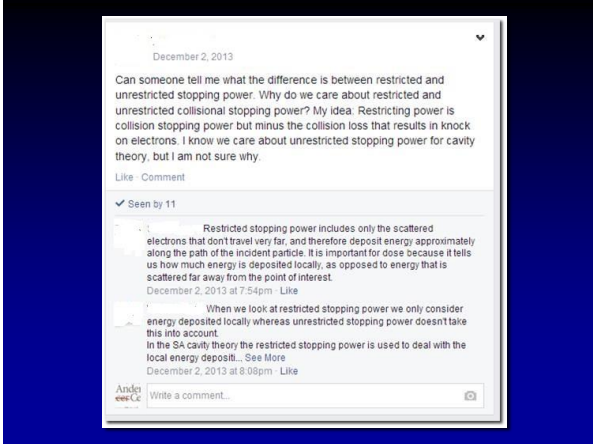 December 2, 2013
Can someone tell me what the difference is between restricted and
unrestricted stopping power. Why do we care about restricted and
unrestricted collisional stopping power? My idea: Restricting power is
collision stopping power but minus the collision loss that results in knock
on electrons. I know we care about unrestricted stopping power for cavity
theory, but I am not sure why.
Like · Comment
✓ Seen by 11
Restricted stopping power includes only the scattered
electrons that don't travel very far, and therefore deposit energy approximately
along the path of the incident particle. It is important for dose because it tells
us how much energy is deposited locally, as opposed to energy that is
scattered far away from the point of interest.
December 2, 2013 at 7:54pm · Like
When we look at restricted stopping power we only consider
energy deposited locally whereas unrestricted stopping power doesn't take
this into account.
In the SA cavity theory the restricted stopping power is used to deal with the
local energy depositi... See More
December 2, 2013 at 8:08pm · Like
Write a comment...